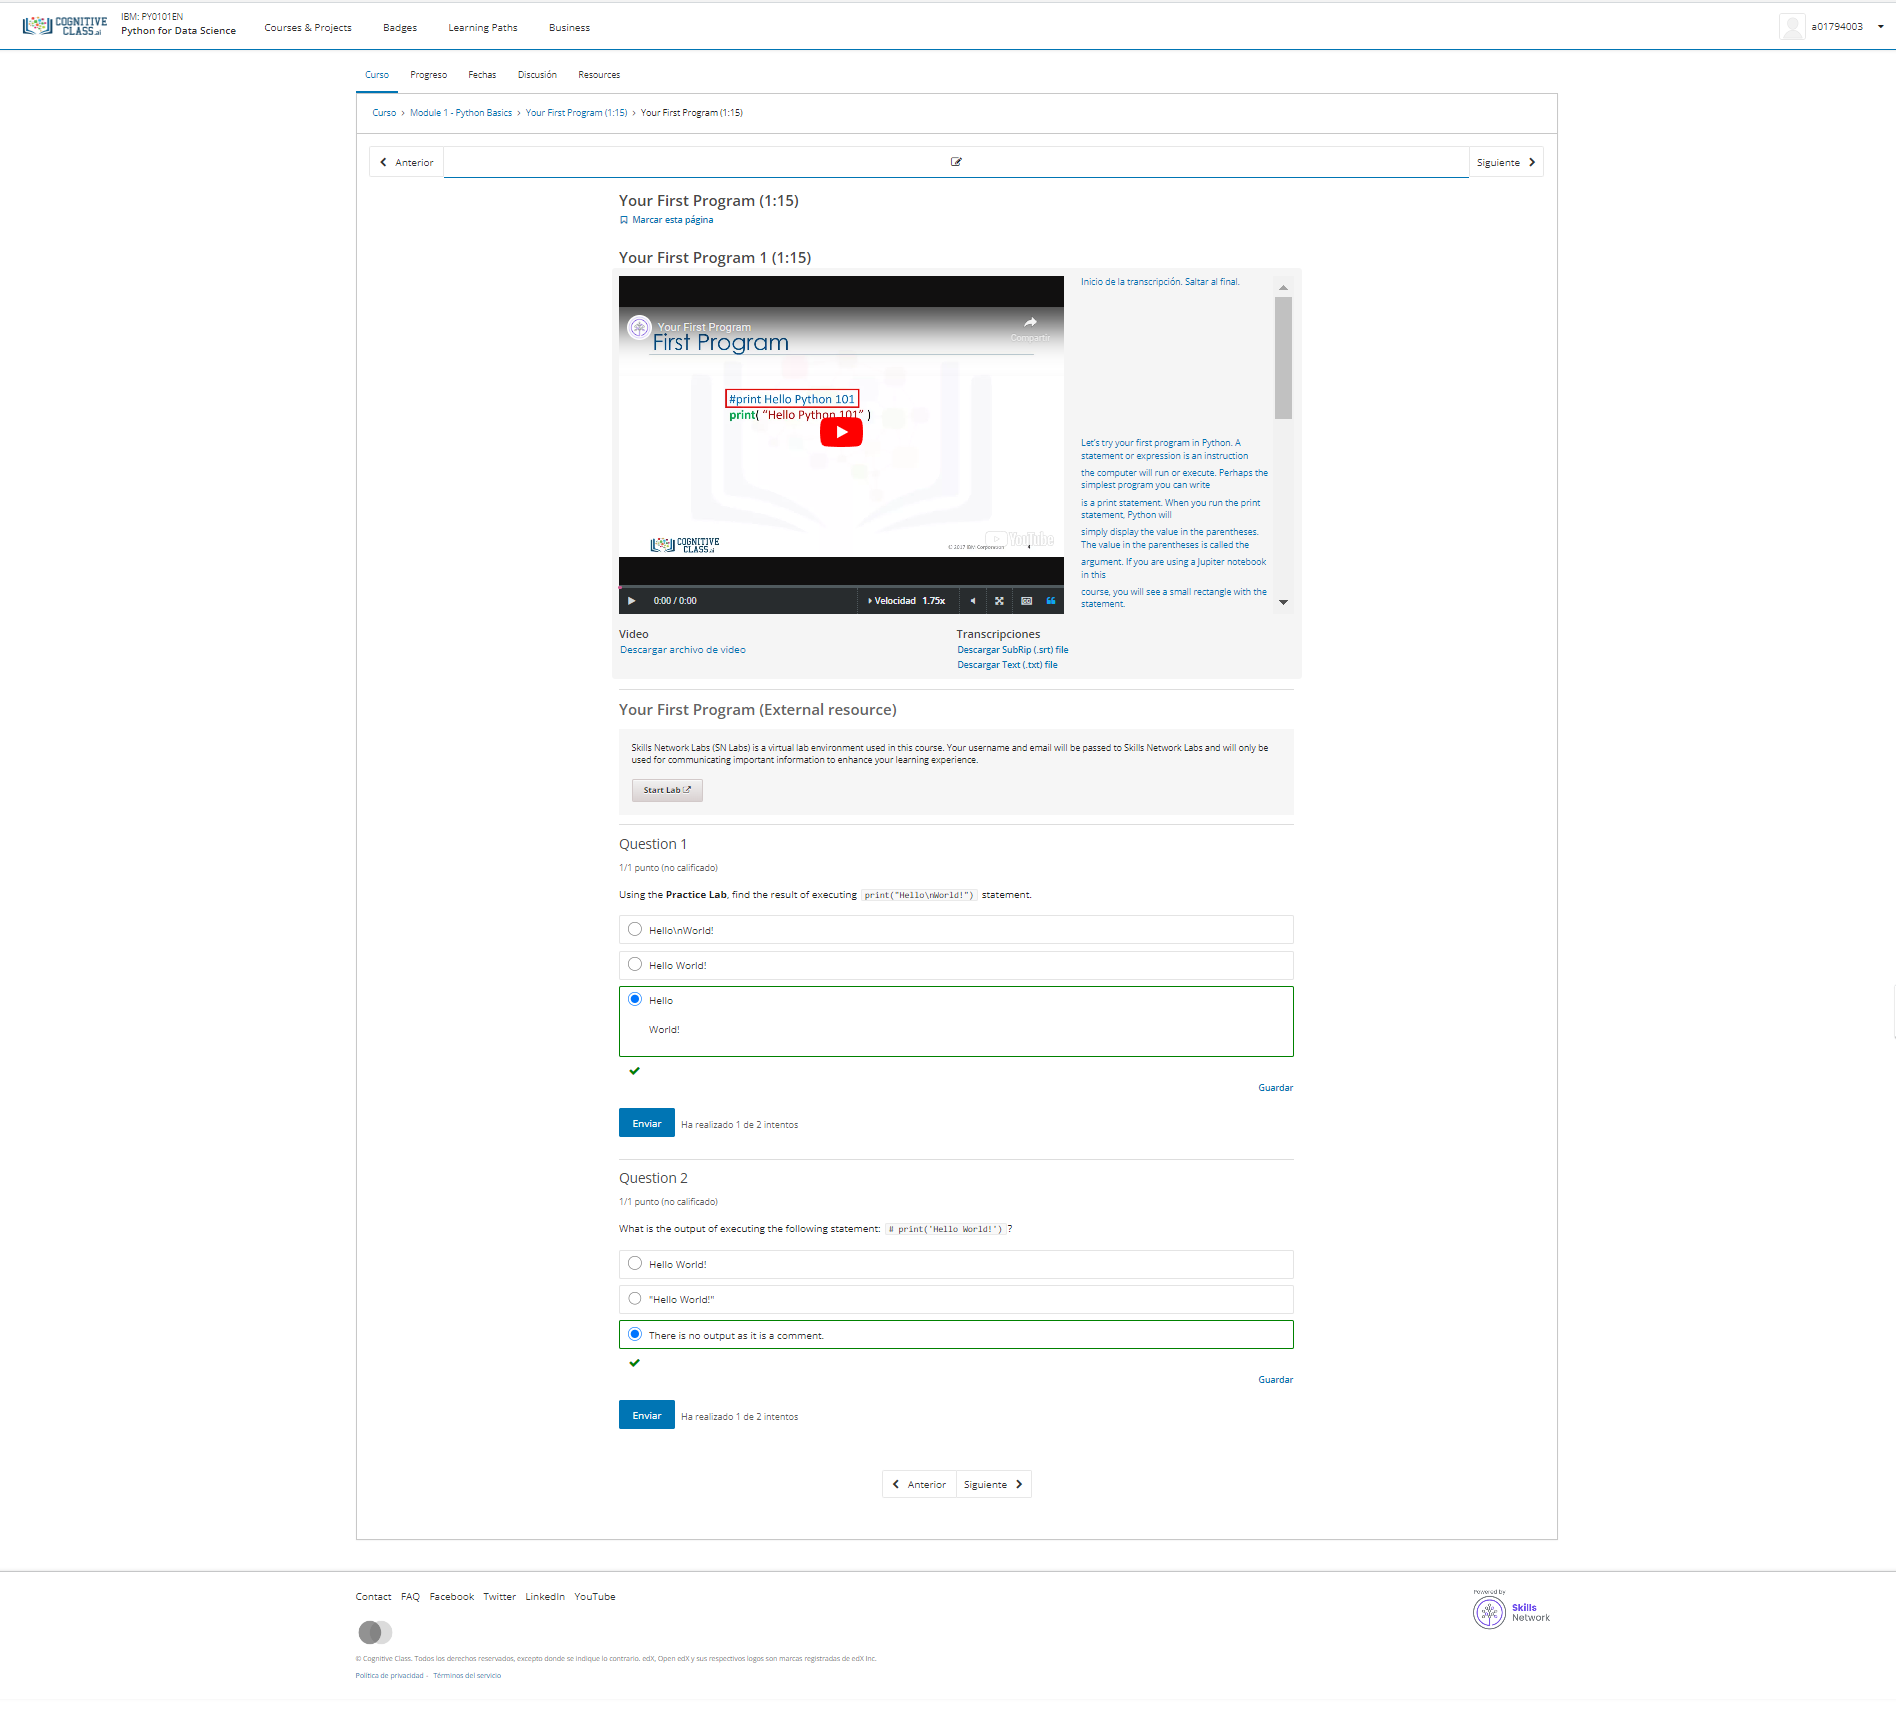 COGNITIVE CLASS.ai
IBM: PY0101EN
Python for Data Science
Courses & Projects
Badges
Learning Paths
Business
a01794003
Curso
Progreso
Fechas
Discusión
Resources
Curso › Module 1 - Python Basics › Your First Program (1:15) › Your First Program (1:15)
Anterior
Siguiente
Your First Program (1:15)
Marcar esta página
Your First Program 1 (1:15)
Your First Program
Compartir
First Program
#print Hello Python 101
print( “Hello Python 101” )
COGNITIVE CLASS.ai
© 2017 IBM Corporation
YouTube
0:00 / 0:00
Velocidad 1.75x
Inicio de la transcripción. Saltar al final.
Let’s try your first program in Python. A
statement or expression is an instruction
the computer will run or execute. Perhaps the
simplest program you can write
is a print statement. When you run the print
statement, Python will
simply display the value in the parentheses.
The value in the parentheses is called the
argument. If you are using a Jupiter notebook
in this
course, you will see a small rectangle with the
statement.
Video
Descargar archivo de video
Transcripciones
Descargar SubRip (.srt) file
Descargar Text (.txt) file
Your First Program (External resource)
Skills Network Labs (SN Labs) is a virtual lab environment used in this course. Your username and email will be passed to Skills Network Labs and will only be
used for communicating important information to enhance your learning experience.
Start Lab
Question 1
1/1 punto (no calificado)
Using the Practice Lab, find the result of executing print("Hello\nWorld!") statement.
Hello\nWorld!
Hello World!
Hello
World!
Guardar
Enviar
Ha realizado 1 de 2 intentos
Question 2
1/1 punto (no calificado)
What is the output of executing the following statement: # print('Hello World!') ?
Hello World!
"Hello World!"
There is no output as it is a comment.
Guardar
Enviar
Ha realizado 1 de 2 intentos
Anterior
Siguiente
Contact FAQ Facebook Twitter LinkedIn YouTube
Powered by
Skills
Network
© Cognitive Class. Todos los derechos reservados, excepto donde se indique lo contrario. edX, Open edX y sus respectivos logos son marcas registradas de edX Inc.
Política de privacidad - Términos del servicio